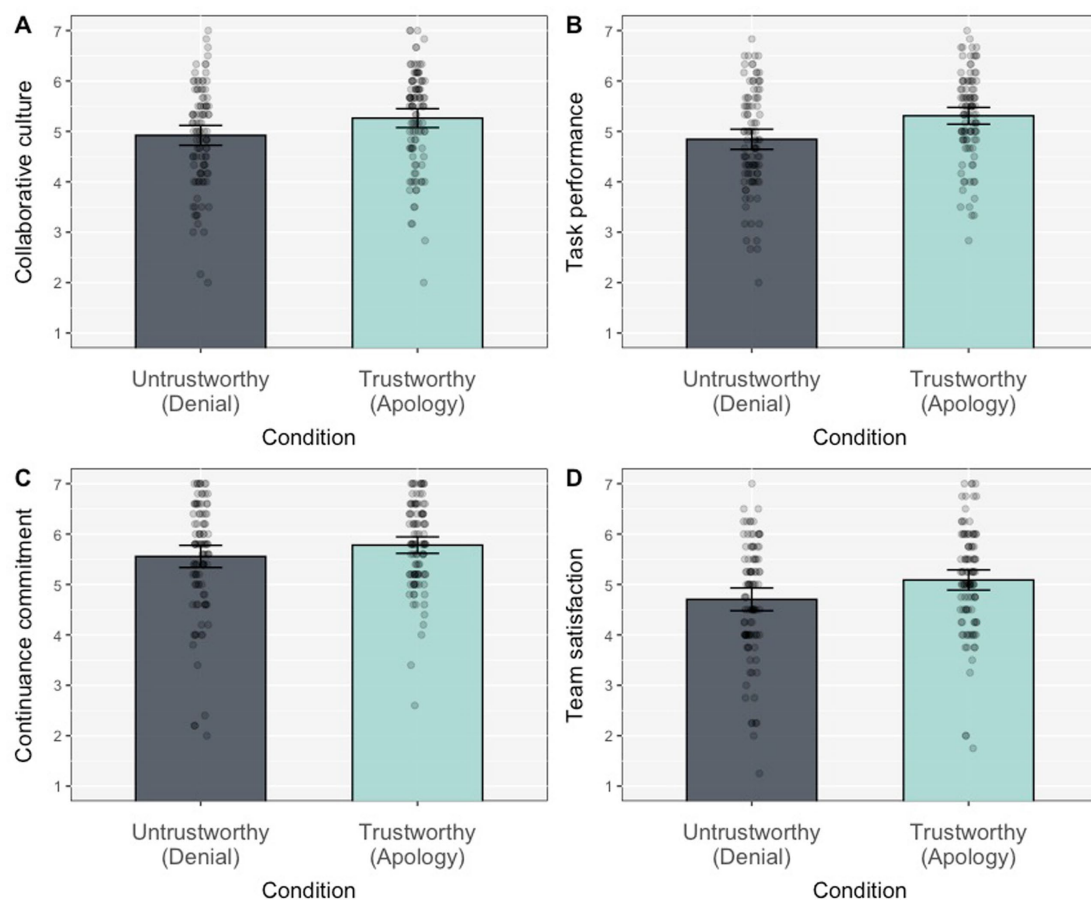 A
Collaborative culture
7
6
5
4
3
2
1
Untrustworthy
(Denial)
Trustworthy
(Apology)
Condition
B
Task performance
7
6
5
4
3
2
1
Untrustworthy
(Denial)
Trustworthy
(Apology)
Condition
C
Continuance commitment
7
6
5
4
3
2
1
Untrustworthy
(Denial)
Trustworthy
(Apology)
Condition
D
Team satisfaction
7
6
5
4
3
2
1
Untrustworthy
(Denial)
Trustworthy
(Apology)
Condition